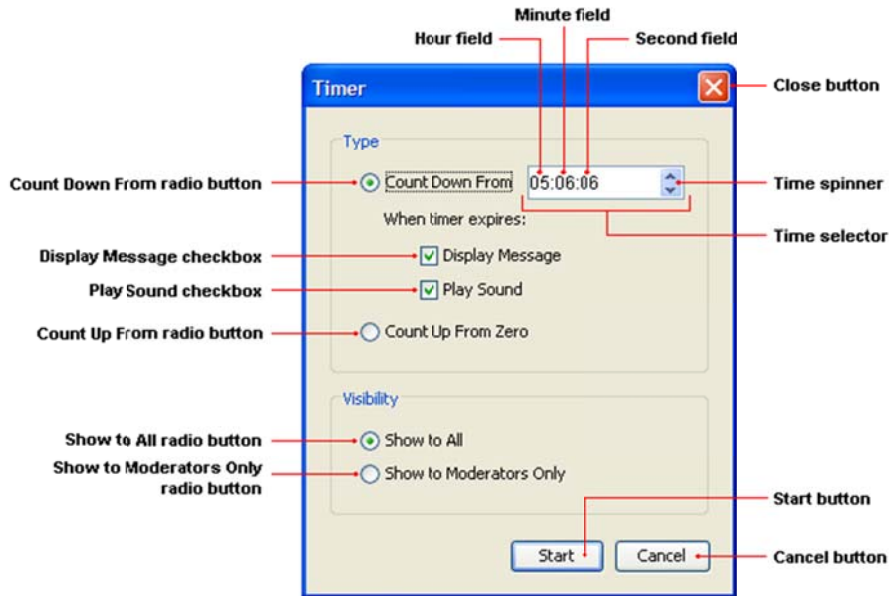 Minute field
Hour field
Second field
Timer
Close button
Type
Count Down From radio button
Count Down From
05:06:06
Time spinner
When timer expires:
Time selector
Display Message checkbox
Display Message
Play Sound checkbox
Play Sound
Count Up From radio button
Count Up From Zero
Visibility
Show to All radio button
Show to All
Show to Moderators Only
radio button
Show to Moderators Only
Start button
Start
Cancel
Cancel button